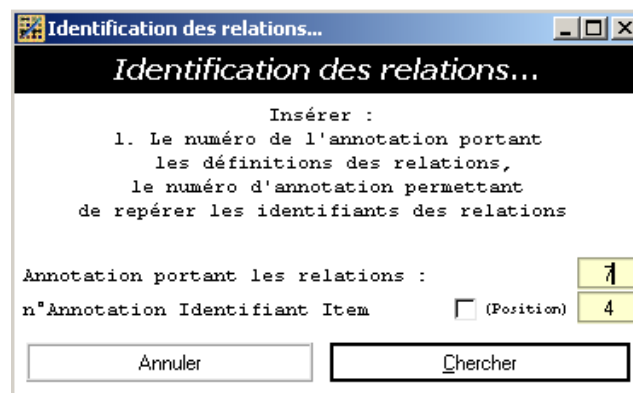 Identification des relations...
Identification des relations...
Insérer :
1. Le numéro de l'annotation portant
les définitions des relations,
le numéro d'annotation permettant
de repérer les identifiants des relations
Annotation portant les relations : 7
n°Annotation Identifiant Item (Position) 4
Annuler Chercher